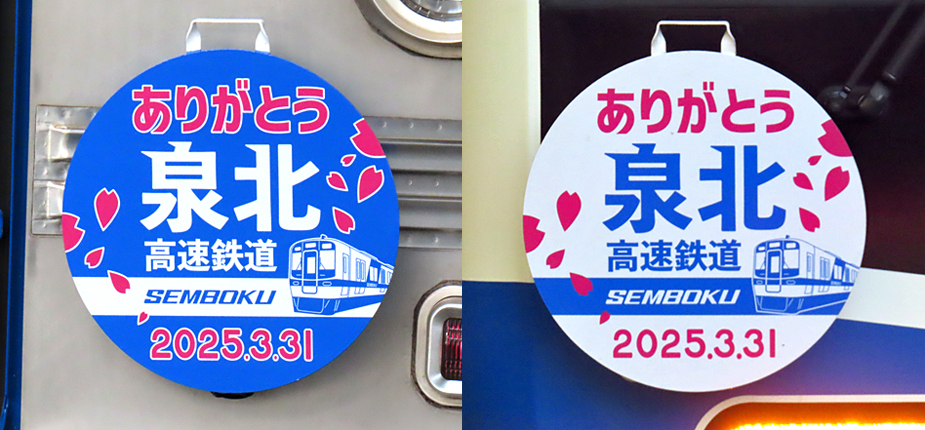 ありがとう
泉北
高速鉄道
SEMBOKU
2025.3.31
ありがとう
泉北
高速鉄道
SEMBOKU
2025.3.31